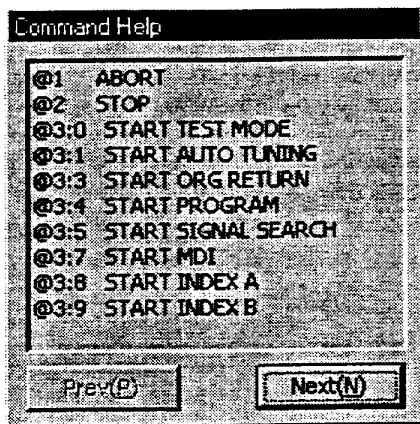 Command Help
@1 ABORT
@2 STOP
@3:0 START TEST MODE
@3:1 START AUTO TUNING
@3:3 START ORG RETURN
@3:4 START PROGRAM
@3:5 START SIGNAL SEARCH
@3:7 START MDI
@3:8 START INDEX A
@3:9 START INDEX B
Prev(P) Next(N)